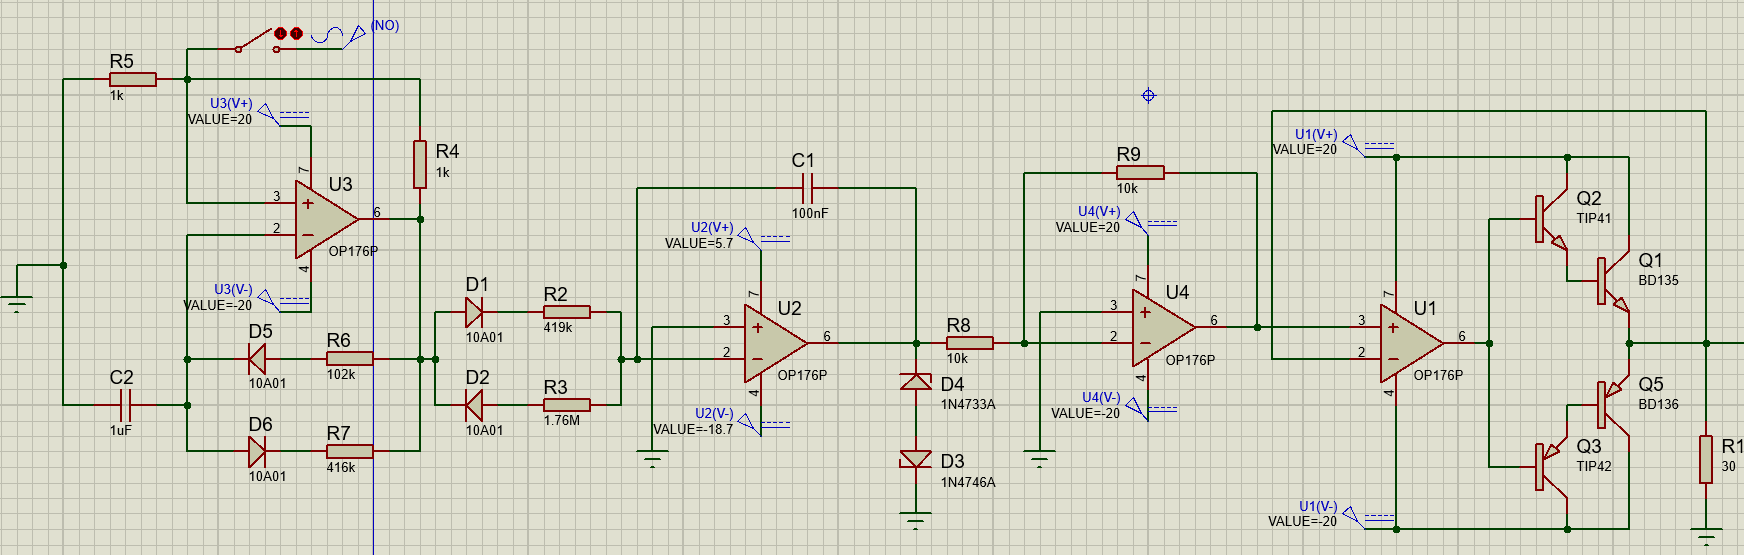 (NO)
R5
1k
U3(V+)
VALUE=20
R4
1k
7
U3
3
6
2
OP176P
4
U3(V-)
VALUE=-20
D5
10A01
R6
102k
C2
1uF
D6
10A01
R7
416k
D1
10A01
R2
419k
D2
10A01
R3
1.76M
C1
100nF
U2(V+)
VALUE=5.7
7
U2
3
6
2
OP176P
4
U2(V-)
VALUE=-18.7
R8
10k
D4
1N4733A
D3
1N4746A
R9
10k
U4(V+)
VALUE=20
7
U4
3
6
2
OP176P
4
U4(V-)
VALUE=-20
U1(V+)
VALUE=20
7
U1
3
6
2
OP176P
4
U1(V-)
VALUE=-20
Q2
TIP41
Q1
BD135
Q5
BD136
Q3
TIP42
R1
30